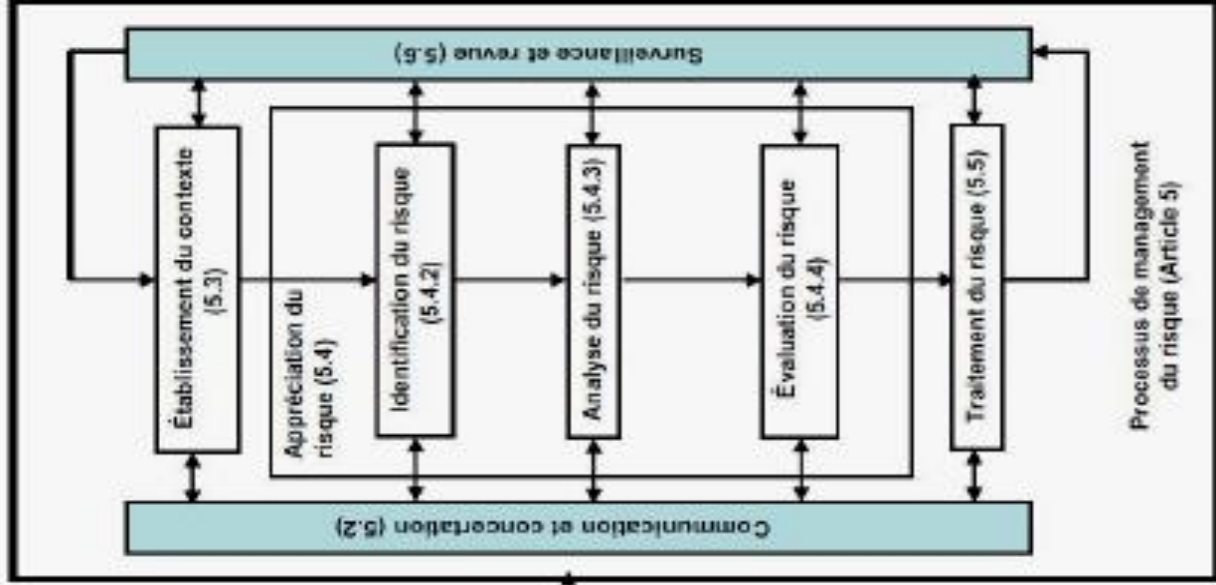 Communication et concertation (5.2)
Établissement du contexte
(5.3)
Appréciation du
risque (5.4)
Identification du risque
(5.4.2)
Analyse du risque (5.4.3)
Évaluation du risque
(5.4.4)
Traitement du risque (5.5)
Surveillance et revue (5.6)
Processus de management
du risque (Article 5)